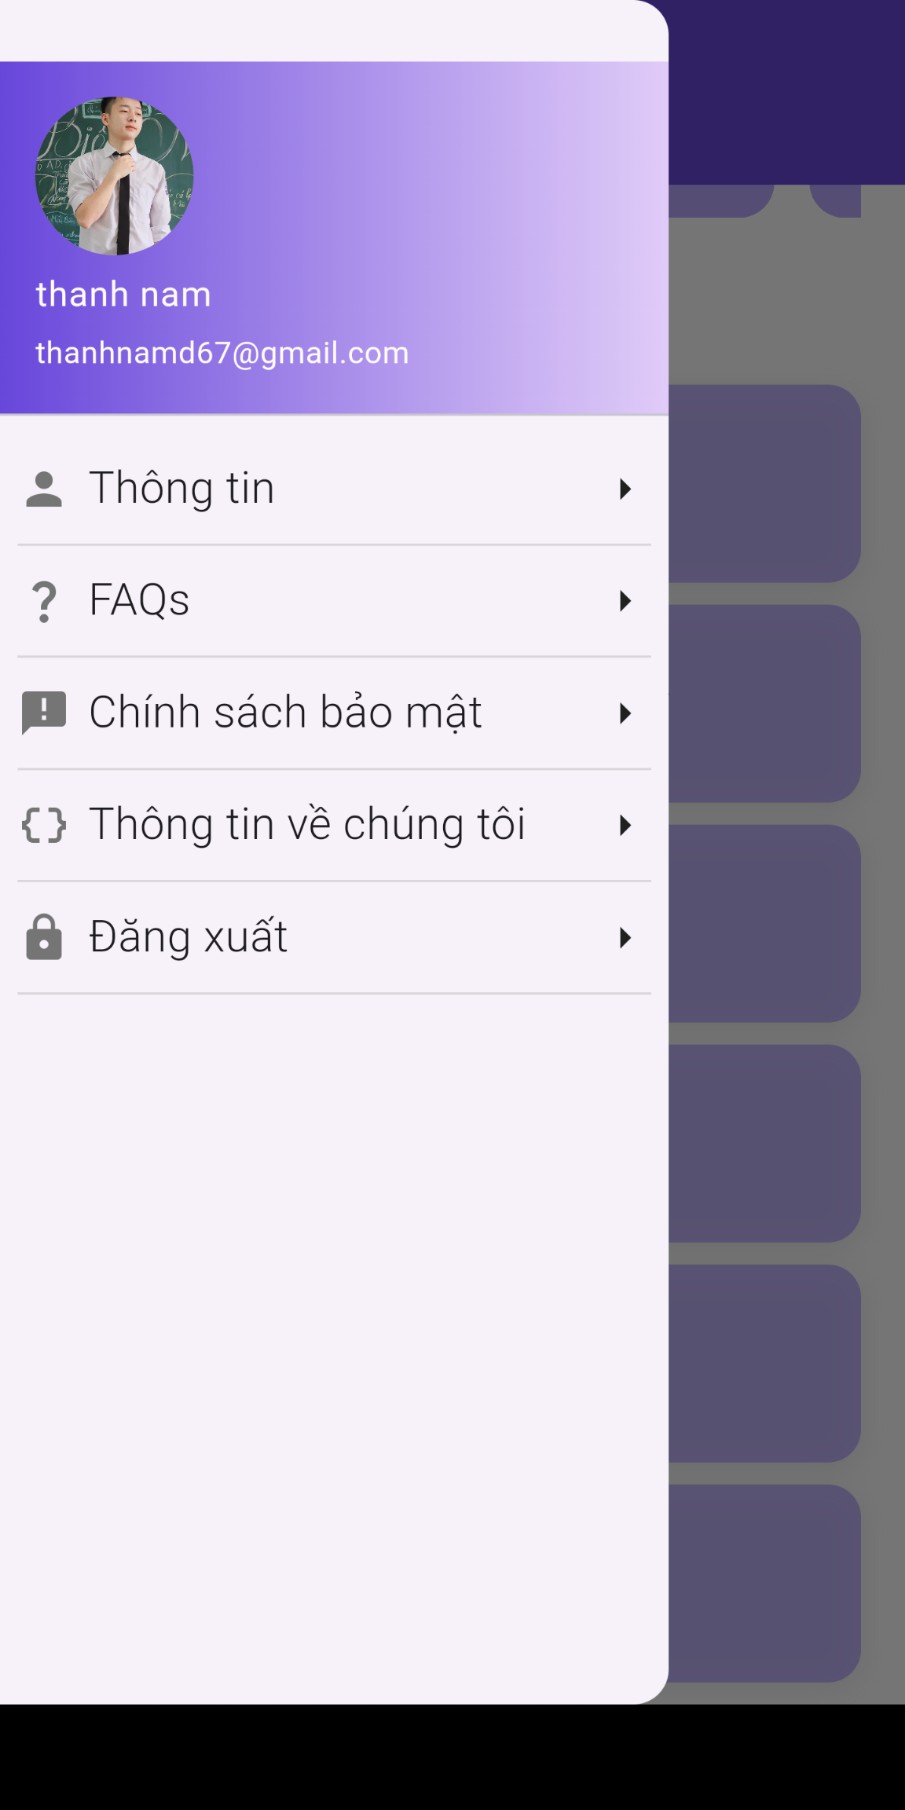 thanh nam
thanhnamd67@gmail.com
Thông tin
FAQs
Chính sách bảo mật
Thông tin về chúng tôi
Đăng xuất